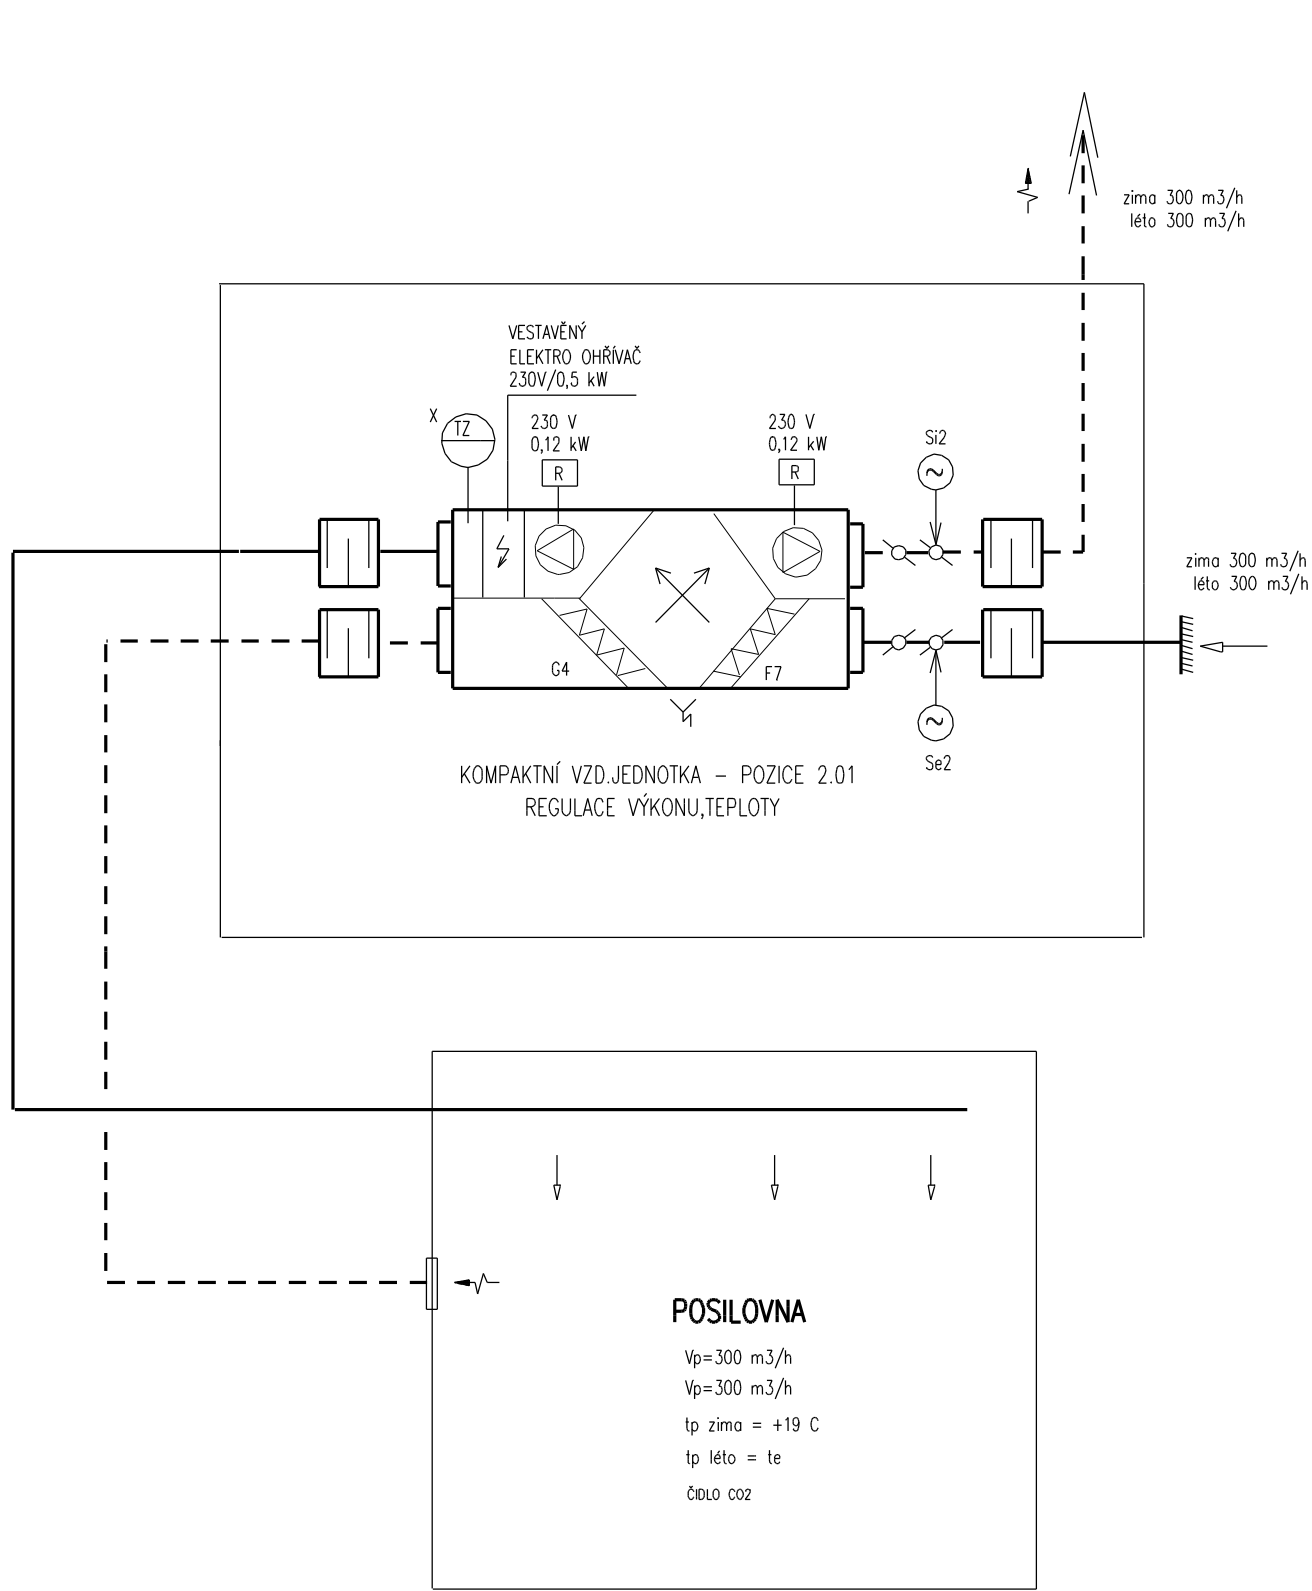 zima 300 m3/h
léto 300 m3/h
VESTAVĚNÝ
ELEKTRO OHŘÍVAČ
230V/0,5 kW
X
TZ
230 V
0,12 kW
R
230 V
0,12 kW
R
Si2
zima 300 m3/h
léto 300 m3/h
G4
F7
Se2
KOMPAKTNÍ VZD.JEDNOTKA – POZICE 2.01
REGULACE VÝKONU,TEPLOTY
POSILOVNA
Vp=300 m3/h
Vp=300 m3/h
tp zima = +19 C
tp léto = te
ČIDLO CO2